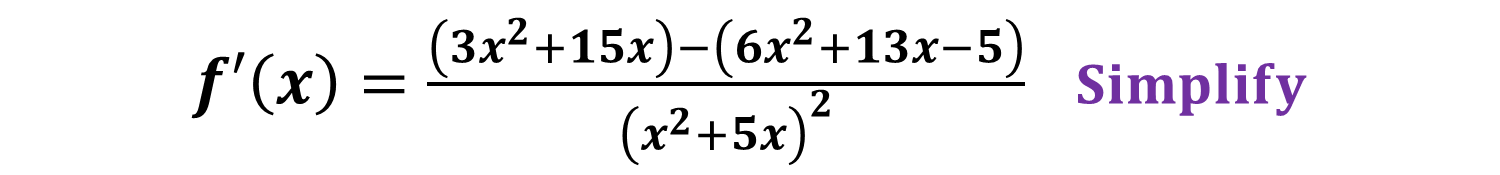 f′(x) = ((3x²+15x)−(6x²+13x−5))/((x²+5x)²) Simplify